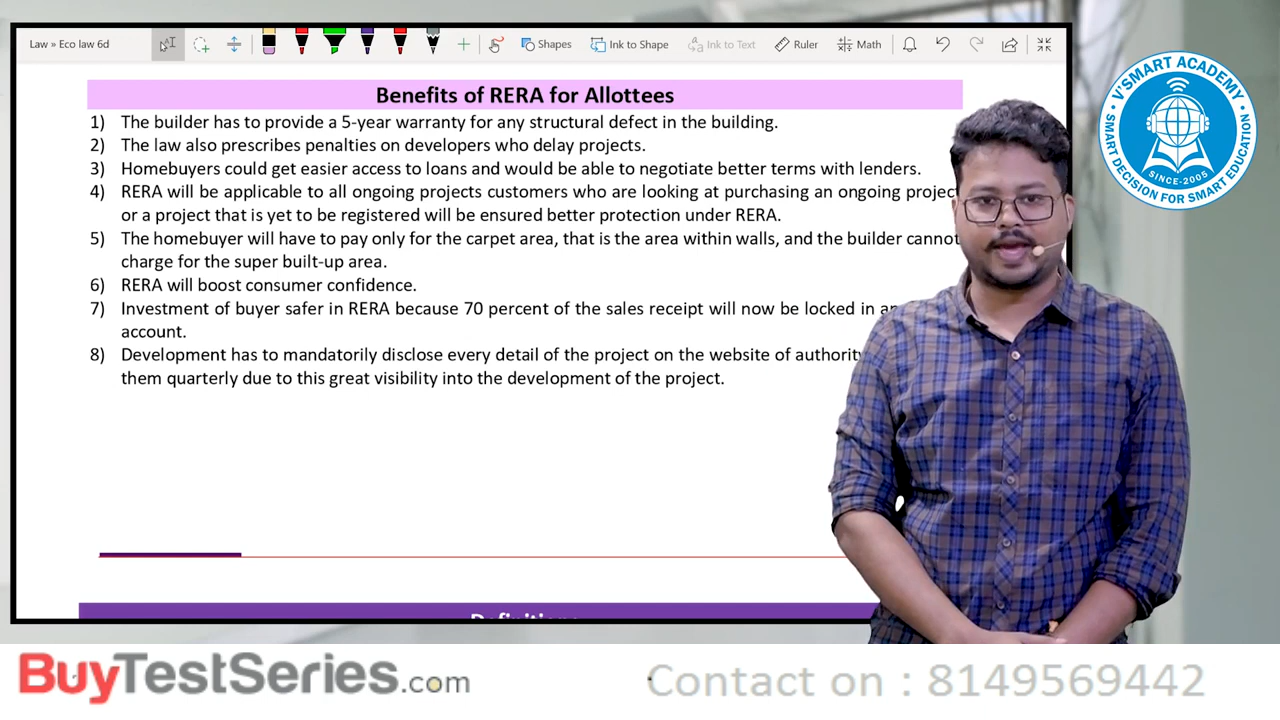 Law » Eco law 6d
Shapes
Ink to Shape
Ink to Text
Ruler
Math
Benefits of RERA for Allottees
1) The builder has to provide a 5-year warranty for any structural defect in the building.
2) The law also prescribes penalties on developers who delay projects.
3) Homebuyers could get easier access to loans and would be able to negotiate better terms with lenders.
4) RERA will be applicable to all ongoing projects customers who are looking at purchasing an ongoing project
or a project that is yet to be registered will be ensured better protection under RERA.
5) The homebuyer will have to pay only for the carpet area, that is the area within walls, and the builder cannot
charge for the super built-up area.
6) RERA will boost consumer confidence.
7) Investment of buyer safer in RERA because 70 percent of the sales receipt will now be locked in
account.
8) Development has to mandatorily disclose every detail of the project on the website of authority
them quarterly due to this great visibility into the development of the project.
Definitions
V'SMART ACADEMY
SINCE-2005
SMART DECISION FOR SMART EDUCATION
BuyTestSeries.com
Contact on : 8149569442